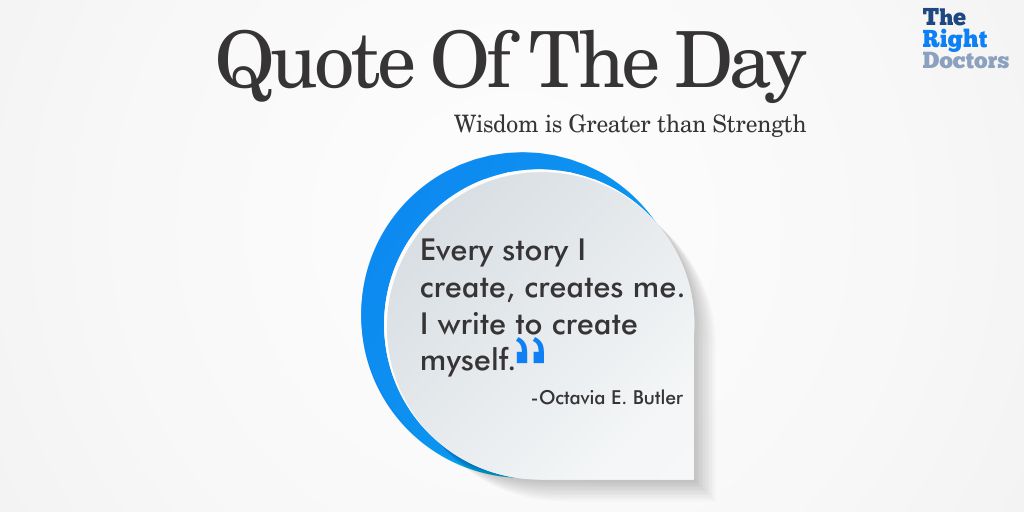 The
Right
Doctors
Quote Of The Day
Wisdom is Greater than Strength
Every story I
create, creates me.
I write to create
myself."
-Octavia E. Butler